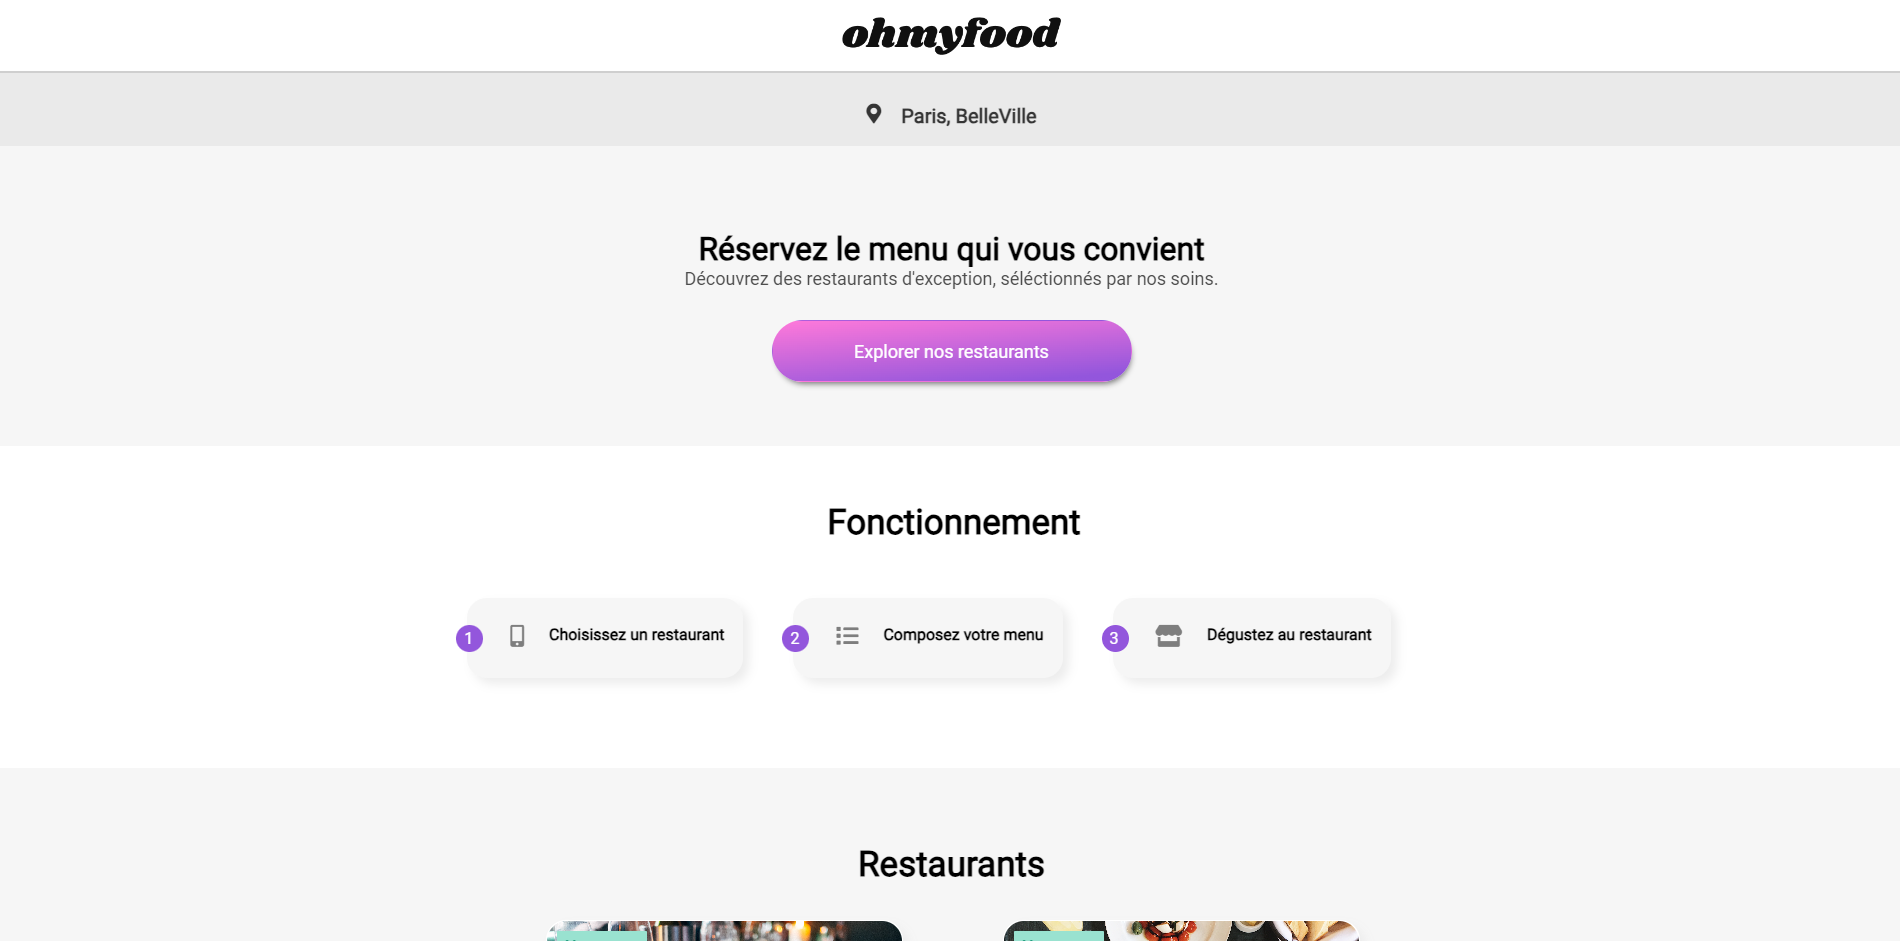 ohmyfood
Paris, BelleVille
Réservez le menu qui vous convient
Découvrez des restaurants d'exception, séléctionnés par nos soins.
Explorer nos restaurants
Fonctionnement
1 Choisissez un restaurant
2 Composez votre menu
3 Dégustez au restaurant
Restaurants